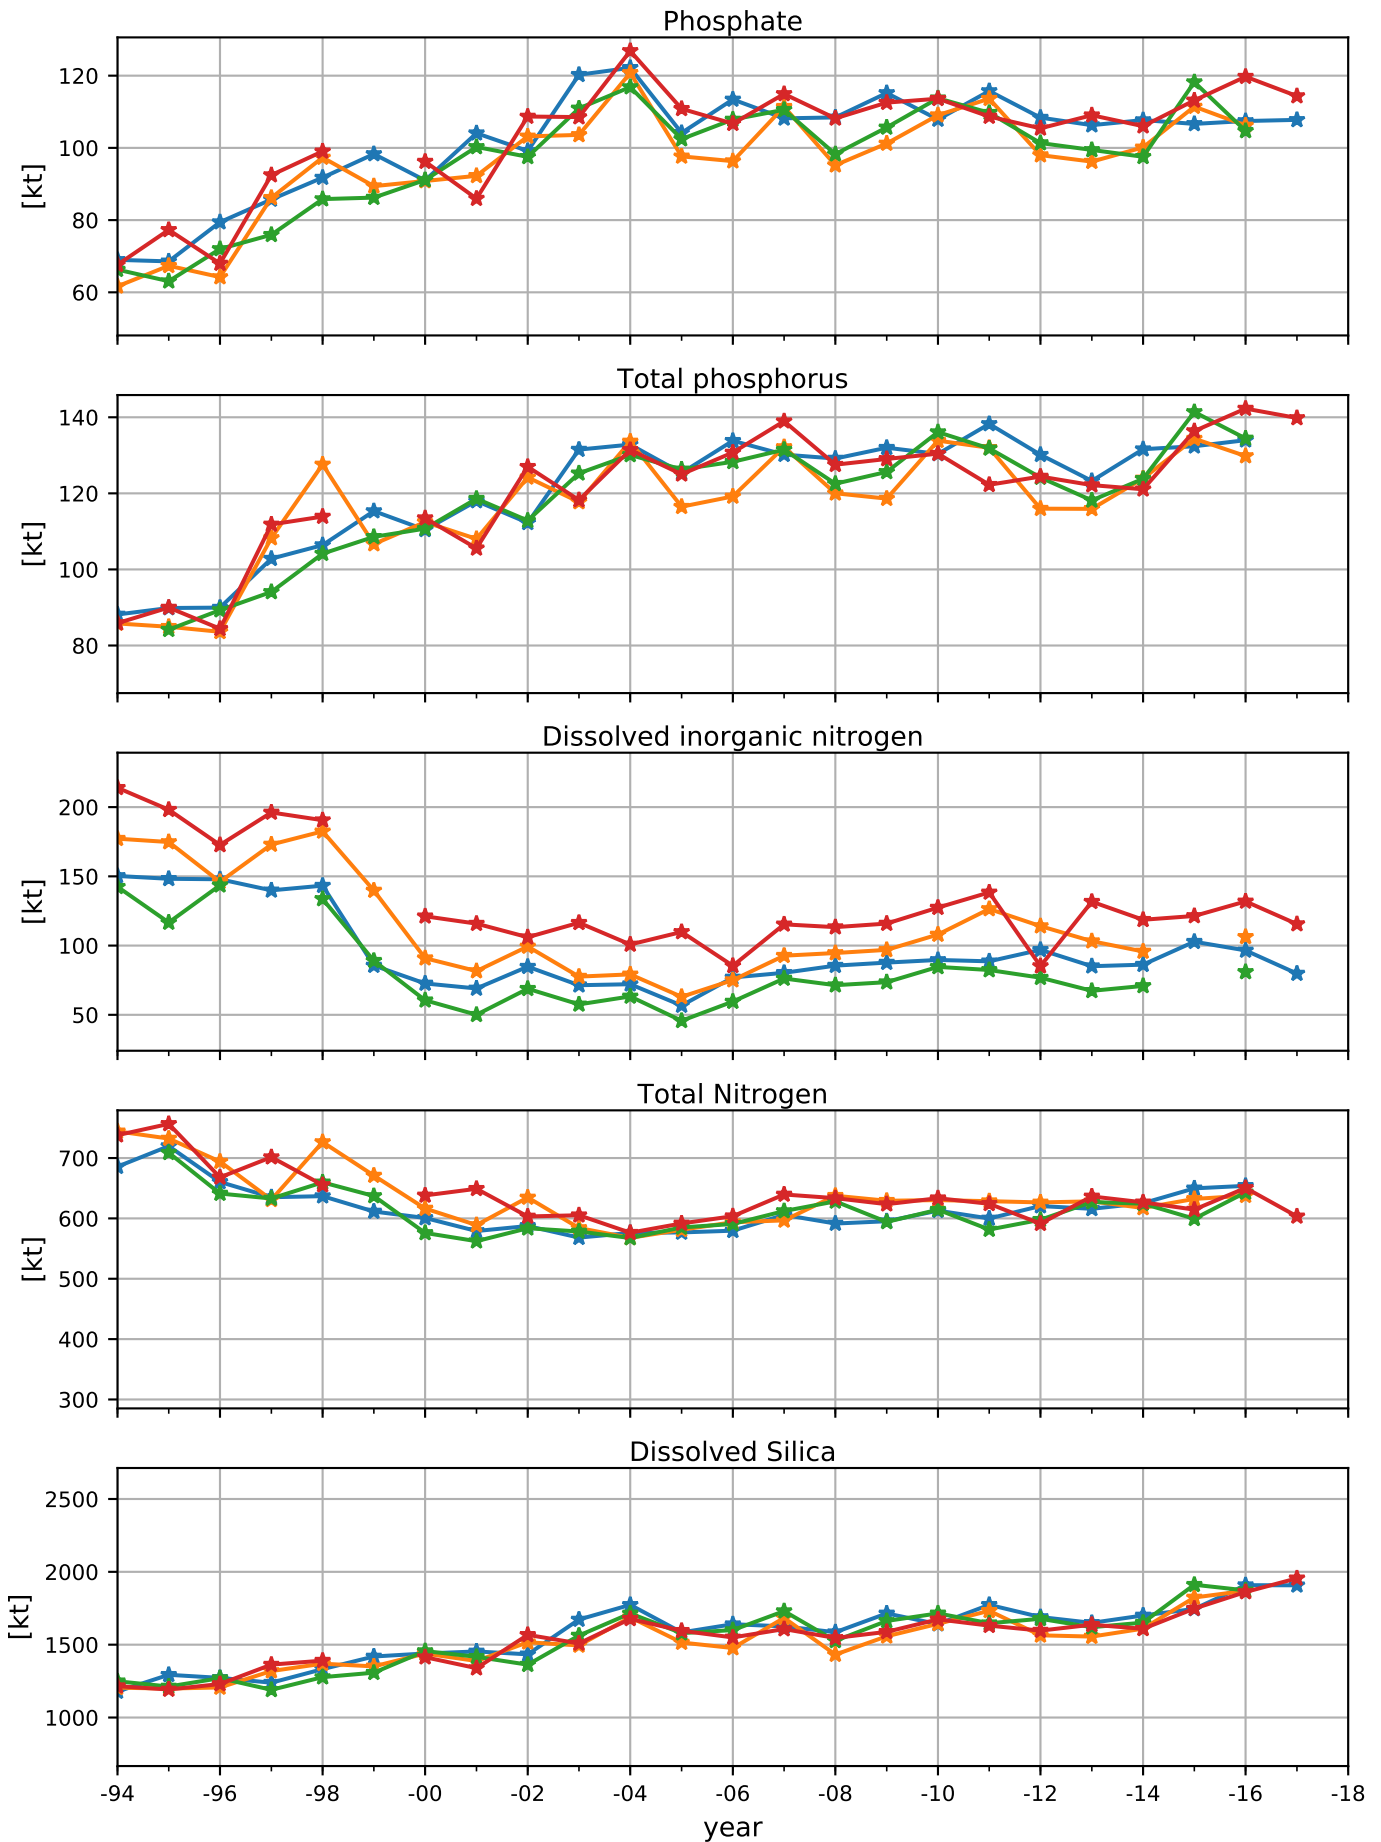 Phosphate
120
100
80
60
[kt]
Total phosphorus
140
120
100
80
[kt]
Dissolved inorganic nitrogen
200
150
100
50
[kt]
Total Nitrogen
700
600
500
400
300
[kt]
Dissolved Silica
2500
2000
1500
1000
[kt]
-94 -96 -98 -00 -02 -04 -06 -08 -10 -12 -14 -16 -18
year